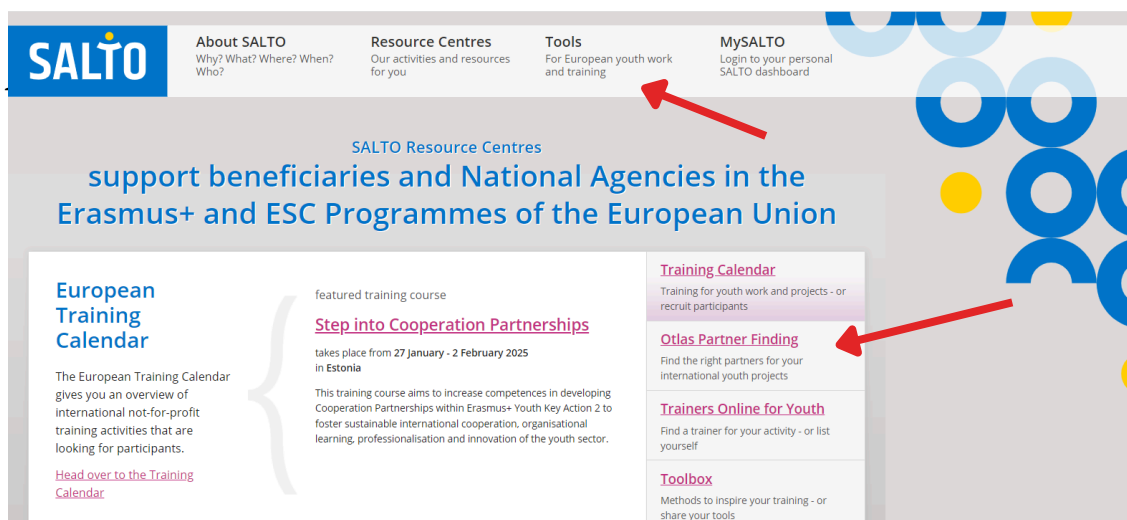 SALTO
About SALTO
Why? What? Where? When?
Who?
Resource Centres
Our activities and resources
for you
Tools
For European youth work
and training
MySALTO
Login to your personal
SALTO dashboard
SALTO Resource Centres
support beneficiaries and National Agencies in the
Erasmus+ and ESC Programmes of the European Union
European
Training
Calendar
The European Training Calendar
gives you an overview of
international not-for-profit
training activities that are
looking for participants.
Head over to the Training
Calendar
featured training course
Step into Cooperation Partnerships
takes place from 27 January - 2 February 2025
in Estonia
This training course aims to increase competences in developing
Cooperation Partnerships within Erasmus+ Youth Key Action 2 to
foster sustainable international cooperation, organisational
learning, professionalisation and innovation of the youth sector.
Training Calendar
Training for youth work and projects - or
recruit participants
Otlas Partner Finding
Find the right partners for your
international youth projects
Trainers Online for Youth
Find a trainer for your activity - or list
yourself
Toolbox
Methods to inspire your training - or
share your tools